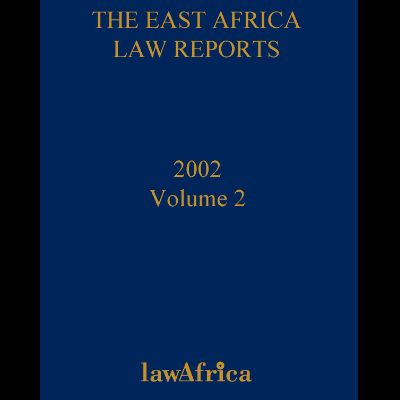 THE EAST AFRICA
LAW REPORTS
2002
Volume 2
lawAfrica